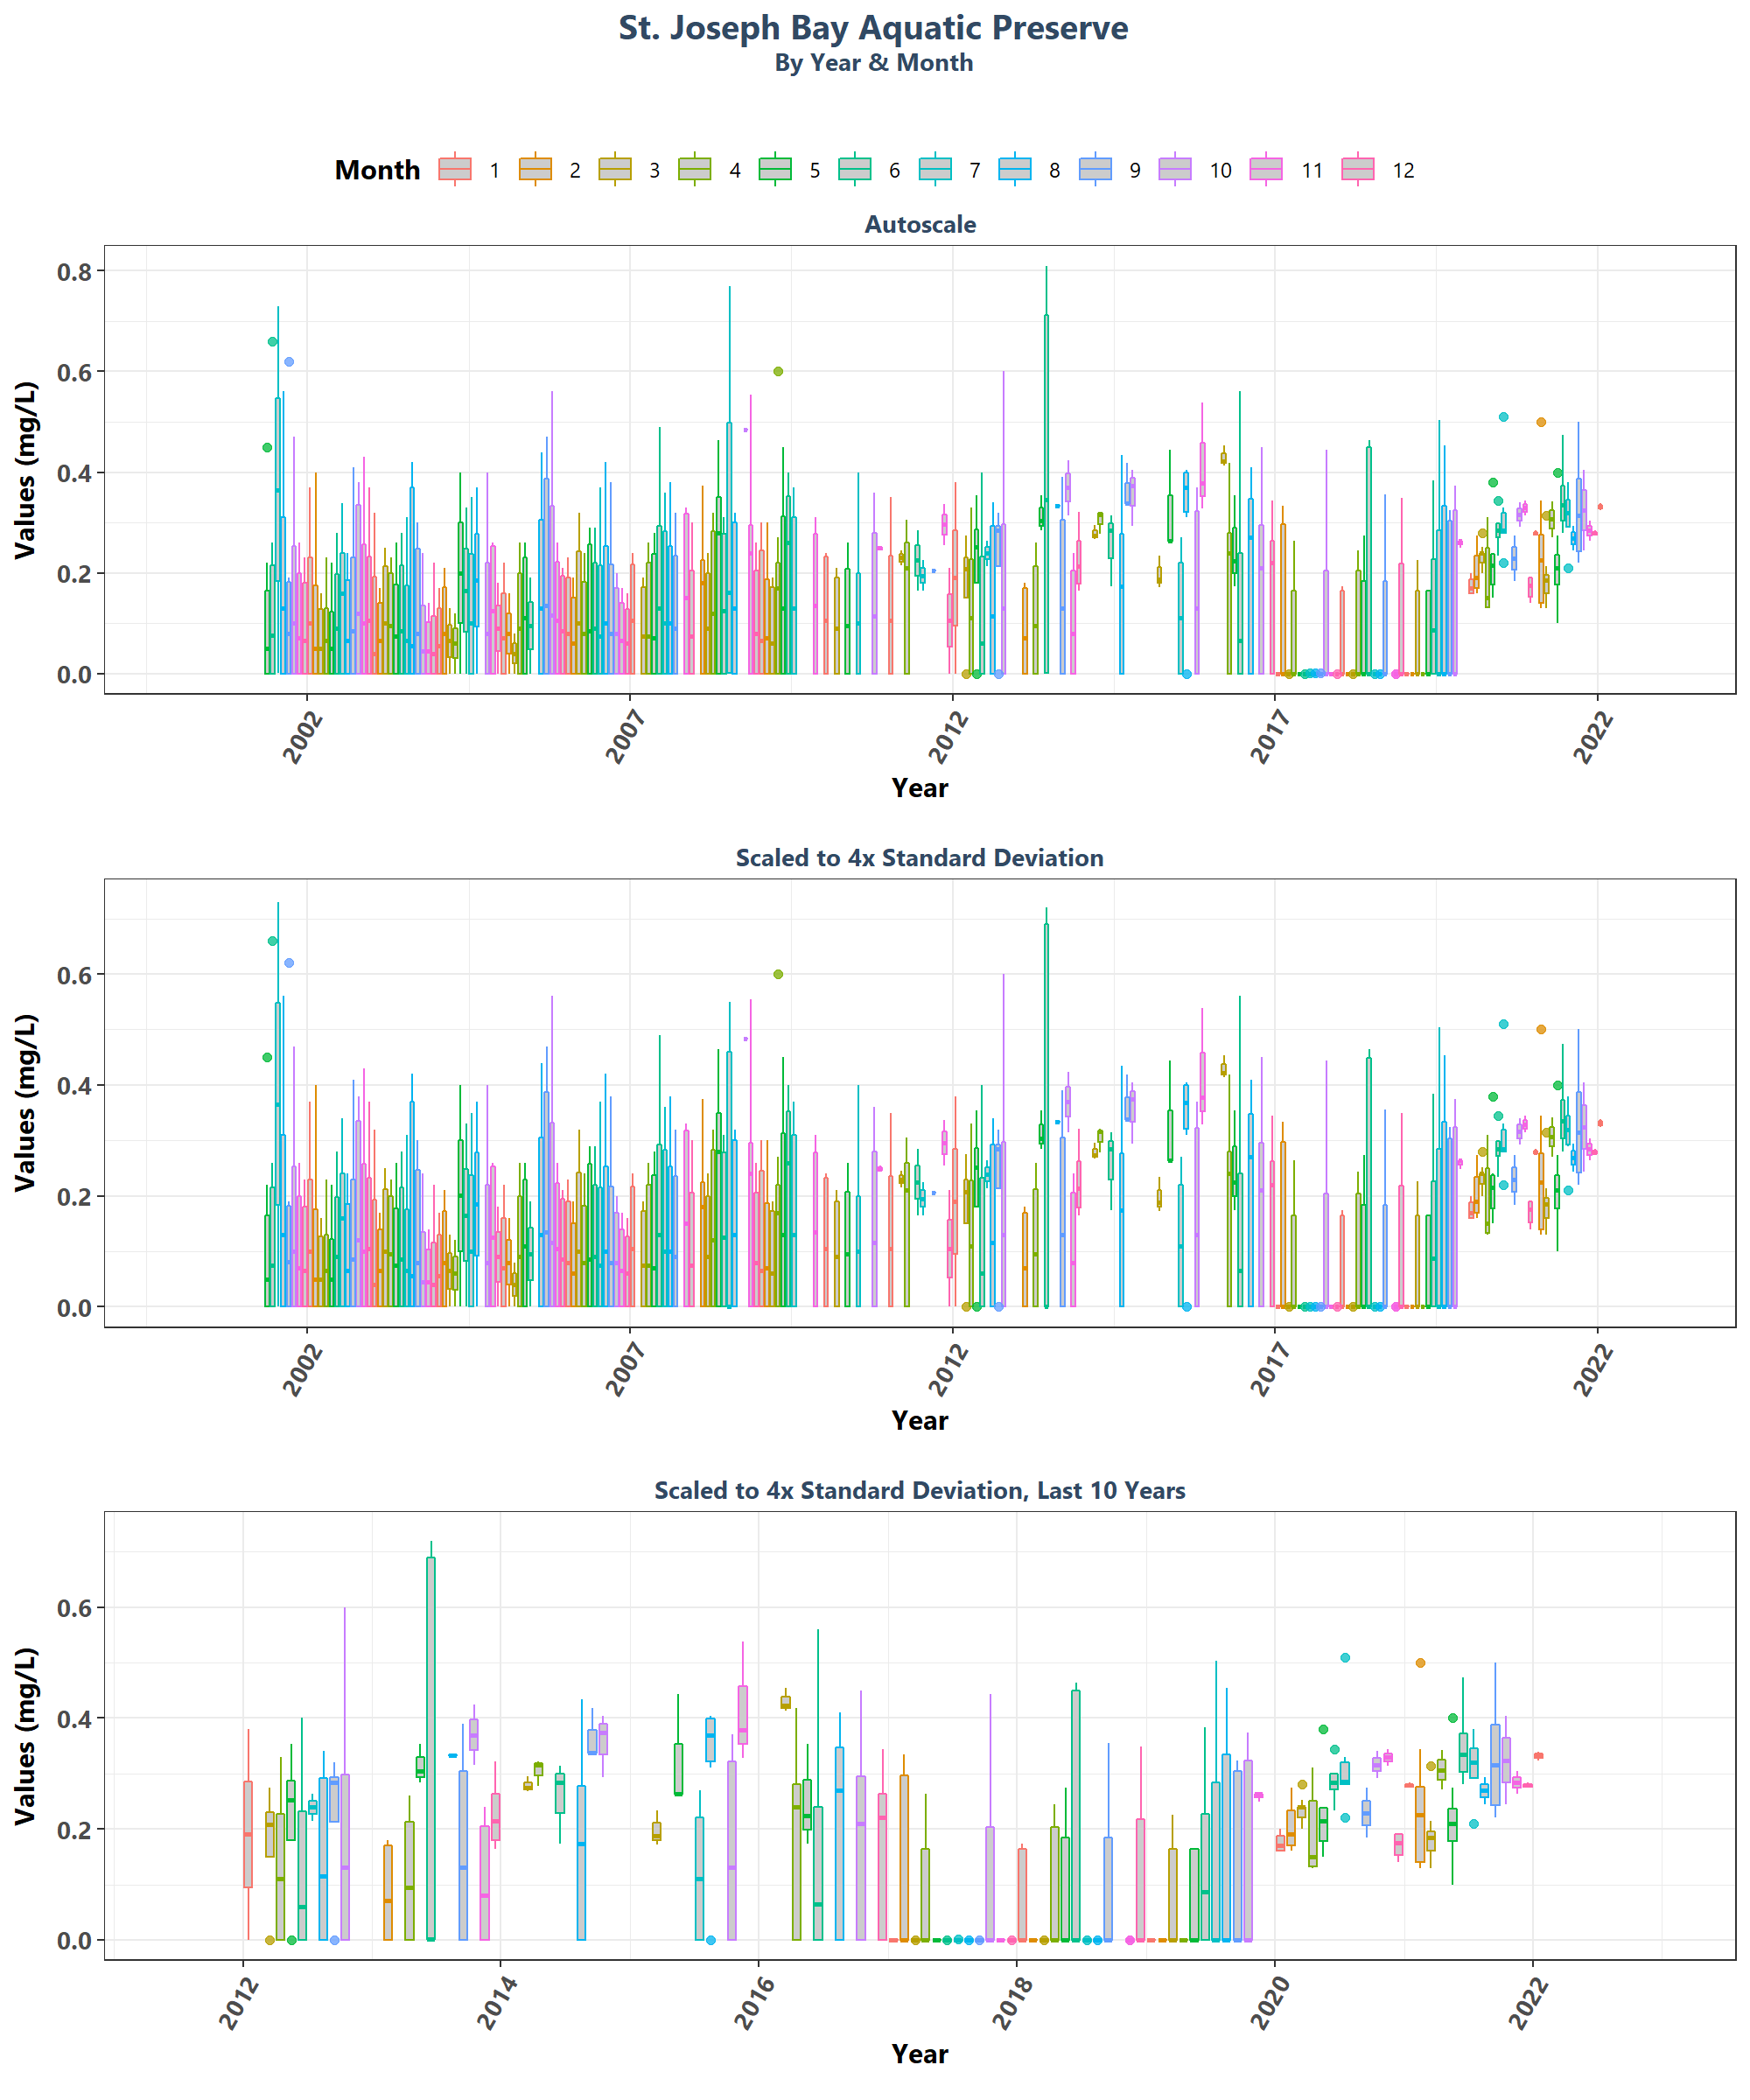 St. Joseph Bay Aquatic Preserve
By Year & Month
Month 1 2 3 4 5 6 7 8 9 10 11 12
Autoscale
Values (mg/L)
0.8
0.6
0.4
0.2
0.0
2002 2007 2012 2017 2022
Year
Scaled to 4x Standard Deviation
Values (mg/L)
0.6
0.4
0.2
0.0
2002 2007 2012 2017 2022
Year
Scaled to 4x Standard Deviation, Last 10 Years
Values (mg/L)
0.6
0.4
0.2
0.0
2012 2014 2016 2018 2020 2022
Year